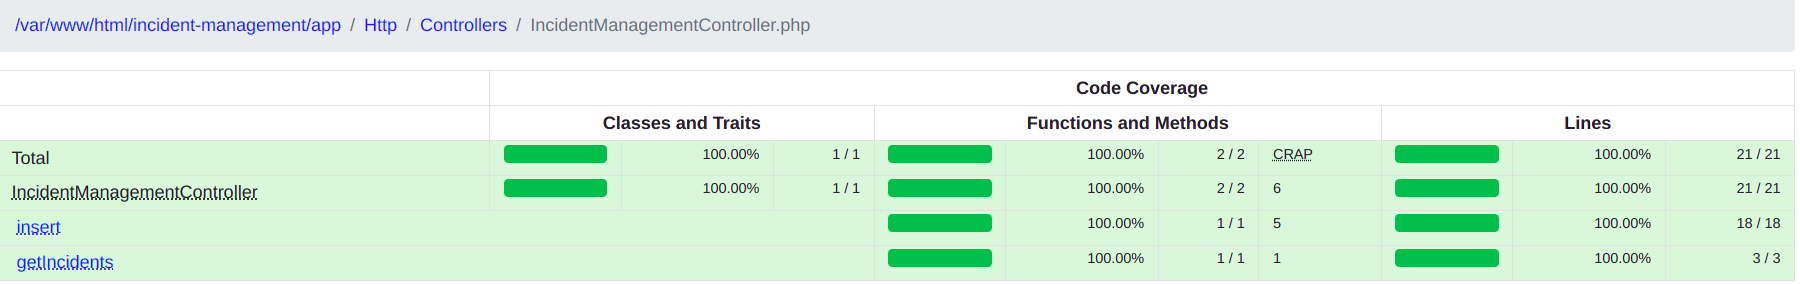 /var/www/html/incident-management/app / Http / Controllers / IncidentManagementController.php
Code Coverage
Classes and Traits Functions and Methods Lines
Total 100.00% 1 / 1 100.00% 2 / 2 CRAP 100.00% 21 / 21
IncidentManagementController 100.00% 1 / 1 100.00% 2 / 2 6 100.00% 21 / 21
insert 100.00% 1 / 1 5 100.00% 18 / 18
getIncidents 100.00% 1 / 1 1 100.00% 3 / 3